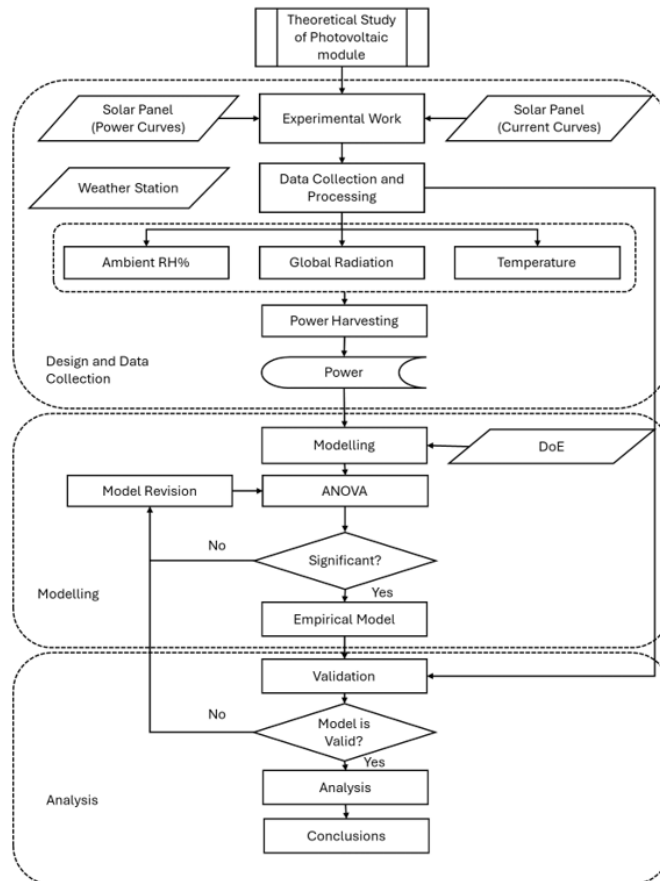 Theoretical Study
of Photovoltaic
module
Solar Panel
(Power Curves)
Experimental Work
Solar Panel
(Current Curves)
Weather Station
Data Collection and
Processing
Ambient RH%
Global Radiation
Temperature
Power Harvesting
Design and Data
Collection
Power
Modelling
DoE
Model Revision
ANOVA
No
Significant?
Yes
Modelling
Empirical Model
Validation
No
Model is
Valid?
Yes
Analysis
Analysis
Conclusions